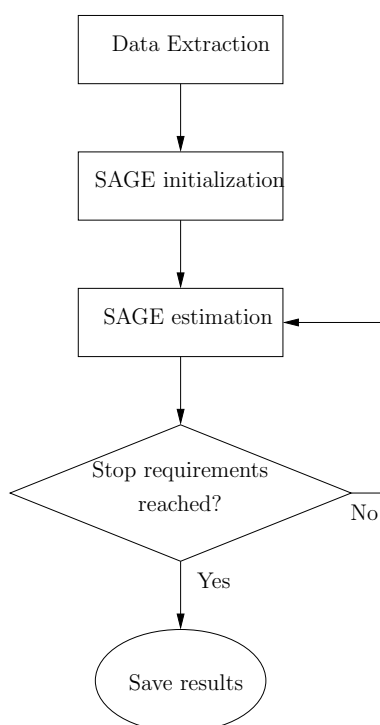 Data Extraction
SAGE initialization
SAGE estimation
Stop requirements
reached?
No
Yes
Save results